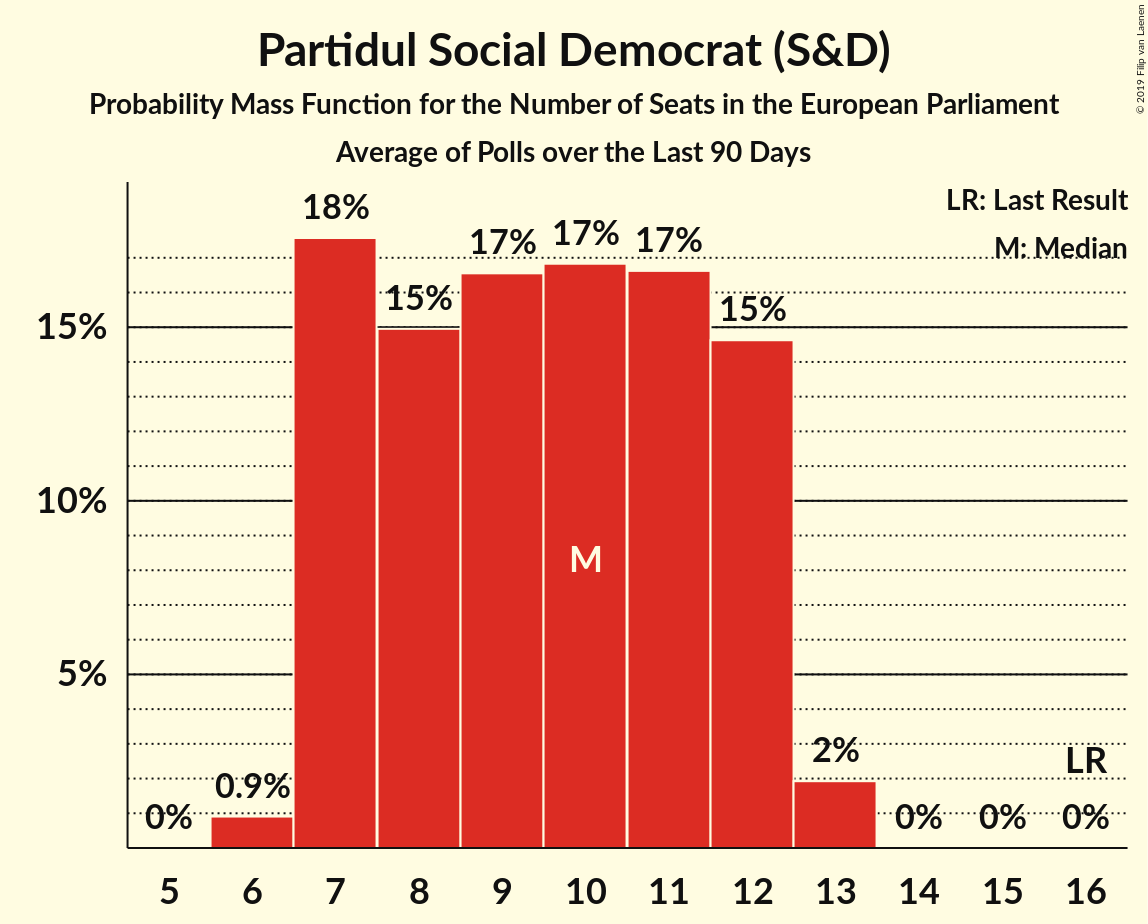 Partidul Social Democrat (S&D)
Probability Mass Function for the Number of Seats in the European Parliament
Average of Polls over the Last 90 Days
© 2019 Filip van Laenen
LR: Last Result
M: Median
18%
17%
17%
17%
15%
15%
15%
10%
M
5%
2%
LR
0.9%
0%
0%
0%
0%
5 6 7 8 9 10 11 12 13 14 15 16